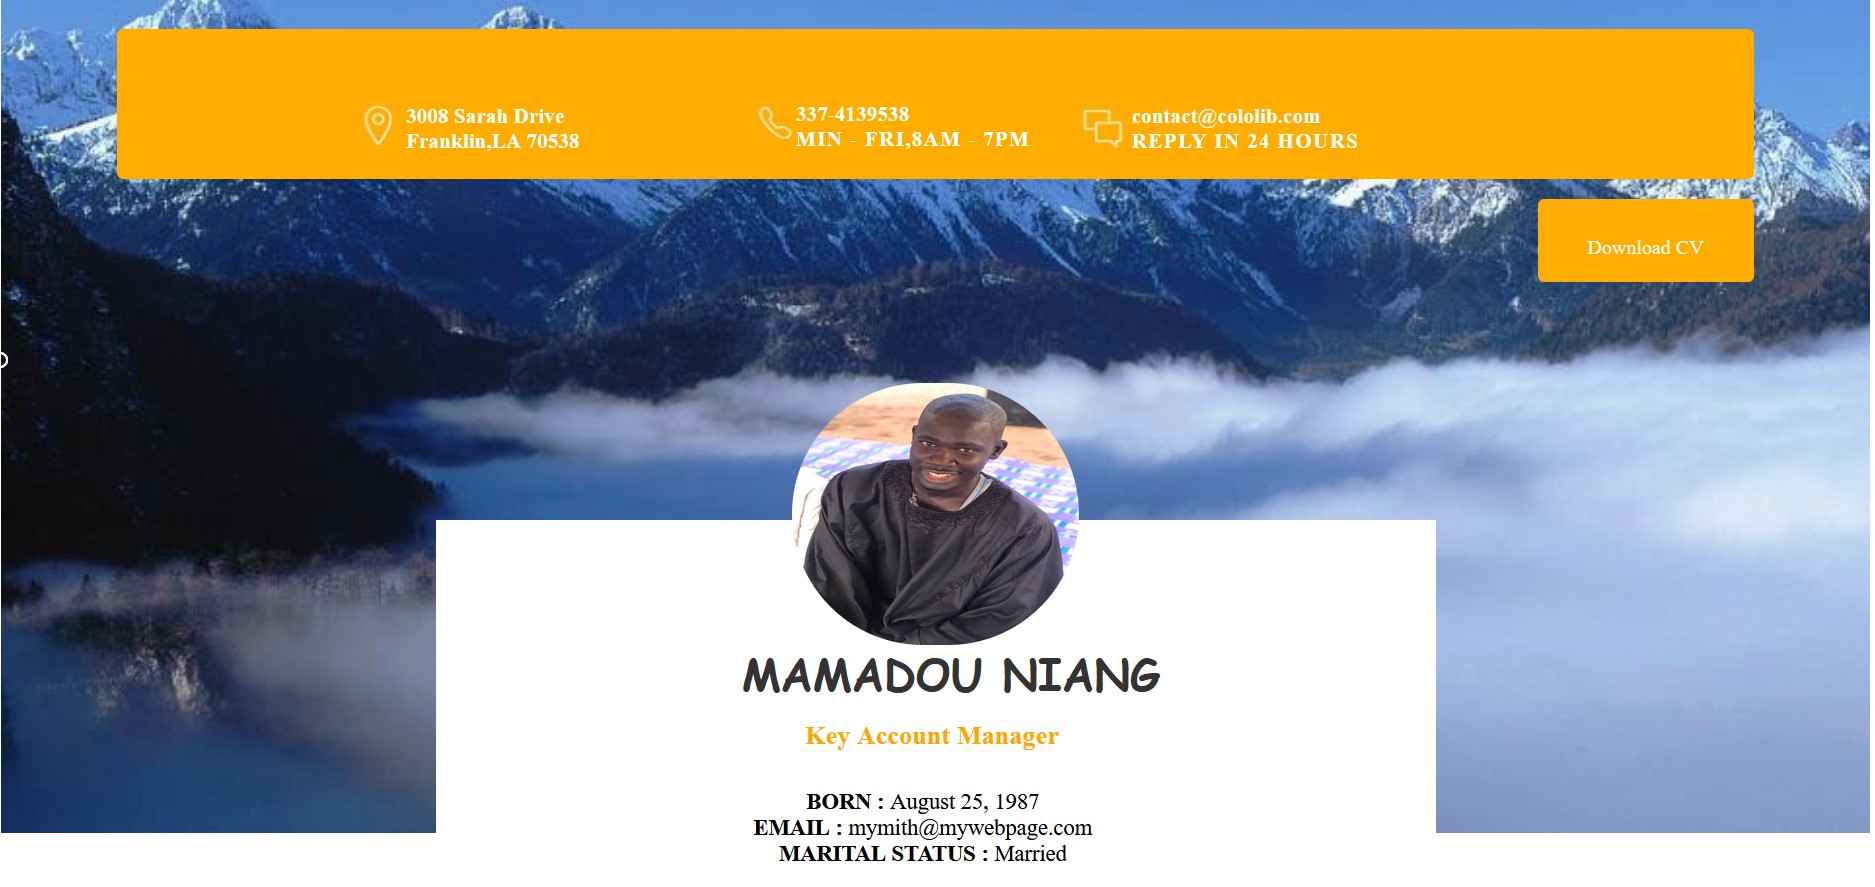 3008 Sarah Drive
Franklin,LA 70538
337-4139538
MIN - FRI,8AM - 7PM
contact@cololib.com
REPLY IN 24 HOURS
Download CV
MAMADOU NIANG
Key Account Manager
BORN : August 25, 1987
EMAIL : mymith@mywebpage.com
MARITAL STATUS : Married